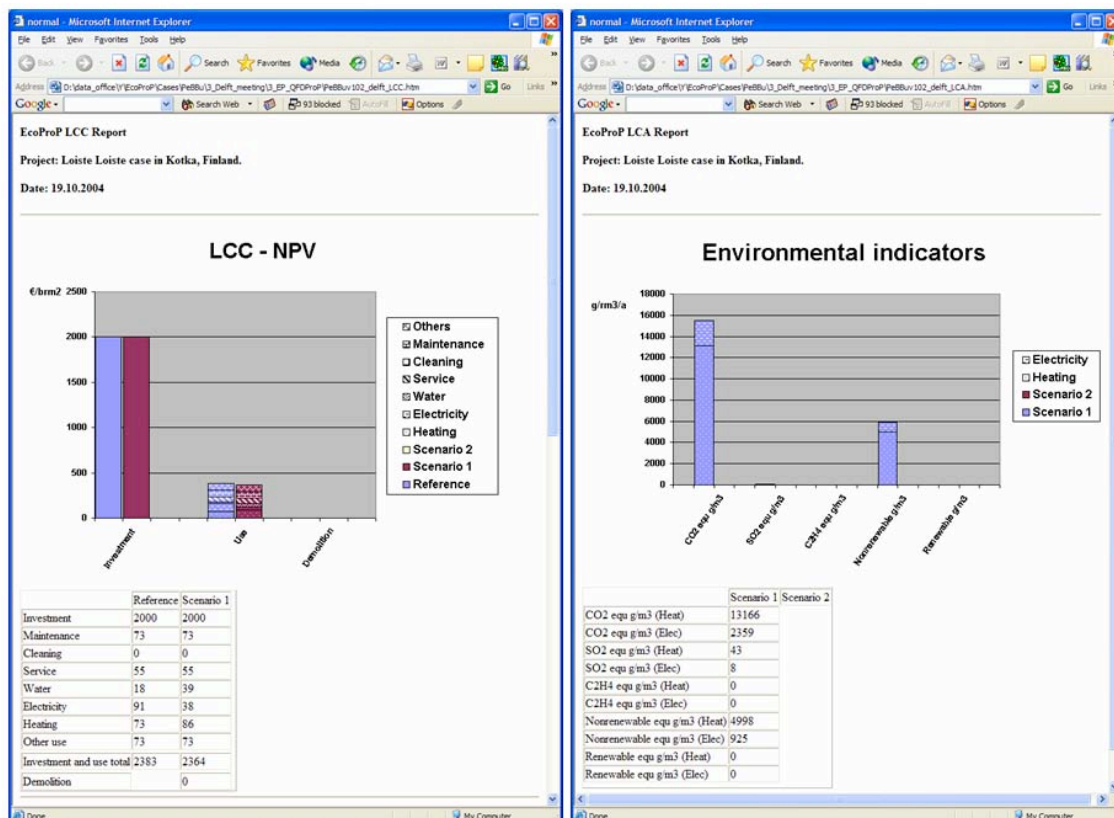 normal - Microsoft Internet Explorer
File Edit View Favorites Tools Help
Back Search Favorites Media
Address D:\data_office\Y\EcoProP\Cases\PeBBu\3_Delft_meeting\3_EP_QFDProP\PeBBuv102_delft_LCC.htm Go Links
Google Search Web 93 blocked AutoFill Options
EcoProP LCC Report
Project: Loiste Loiste case in Kotka, Finland.
Date: 19.10.2004
LCC - NPV
€/brm2
2500
2000
1500
1000
500
0
Investment
Use
Demolition
Others
Maintenance
Cleaning
Service
Water
Electricity
Heating
Scenario 2
Scenario 1
Reference
Reference Scenario 1
Investment 2000 2000
Maintenance 73 73
Cleaning 0 0
Service 55 55
Water 18 39
Electricity 91 38
Heating 73 86
Other use 73 73
Investment and use total 2383 2364
Demolition 0
Done My Computer
normal - Microsoft Internet Explorer
File Edit View Favorites Tools Help
Back Search Favorites Media
Address D:\data_office\Y\EcoProP\Cases\PeBBu\3_Delft_meeting\3_EP_QFDProP\PeBBuv102_delft_LCA.htm Go Links
Google Search Web 93 blocked AutoFill Options
EcoProP LCA Report
Project: Loiste Loiste case in Kotka, Finland.
Date: 19.10.2004
Environmental indicators
g/rm3/a
18000
16000
14000
12000
10000
8000
6000
4000
2000
0
CO2 equ g/m3
SO2 equ g/m3
C2H4 equ g/m3
Nonrenewable g/m3
Renewable g/m3
Electricity
Heating
Scenario 2
Scenario 1
Scenario 1 Scenario 2
CO2 equ g/m3 (Heat) 13166
CO2 equ g/m3 (Elec) 2359
SO2 equ g/m3 (Heat) 43
SO2 equ g/m3 (Elec) 8
C2H4 equ g/m3 (Heat) 0
C2H4 equ g/m3 (Elec) 0
Nonrenewable equ g/m3 (Heat) 4998
Nonrenewable equ g/m3 (Elec) 925
Renewable equ g/m3 (Heat) 0
Renewable equ g/m3 (Elec) 0
Done My Computer